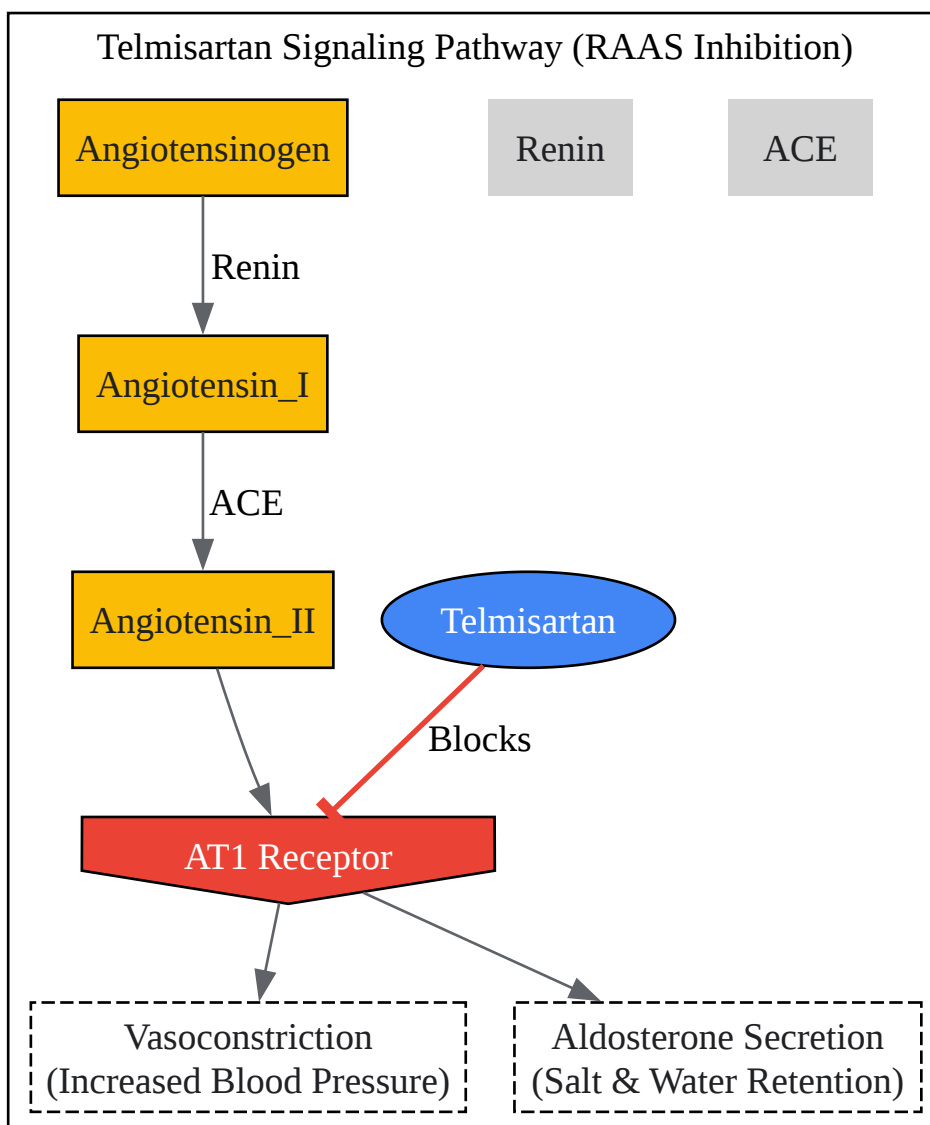 Telmisartan Signaling Pathway (RAAS Inhibition)
Angiotensinogen
Renin
ACE
Renin
Angiotensin_I
ACE
Angiotensin_II
Telmisartan
Blocks
AT1 Receptor
Vasoconstriction
(Increased Blood Pressure)
Aldosterone Secretion
(Salt & Water Retention)